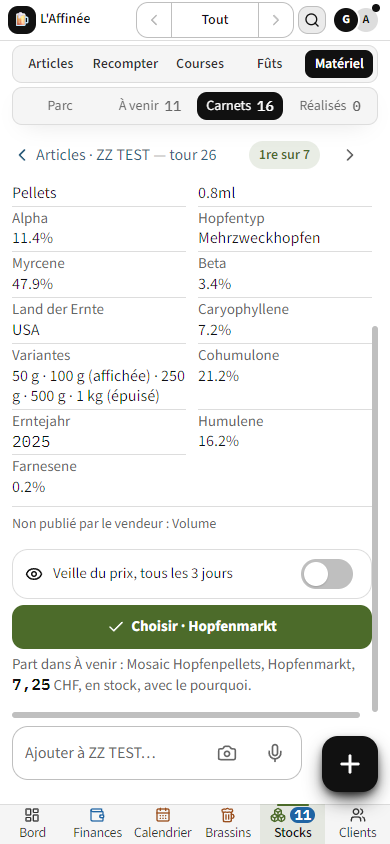 L'Affinée
Tout
G
A
Articles Recompter Courses Fûts Matériel
Parc À venir 11 Carnets 16 Réalisés 0
Articles · ZZ TEST — tour 26 1re sur 7
Pellets 0.8ml
Alpha Hopfentyp
11.4% Mehrzweckhopfen
Myrcene Beta
47.9% 3.4%
Land der Ernte Caryophyllene
USA 7.2%
Variantes Cohumulone
50 g · 100 g (affichée) · 250 21.2%
g · 500 g · 1 kg (épuisé)
Erntejahr Humulene
2025 16.2%
Farnesene
0.2%
Non publié par le vendeur : Volume
Veille du prix, tous les 3 jours
Choisir · Hopfenmarkt
Part dans À venir : Mosaic Hopfenpellets, Hopfenmarkt,
7,25 CHF, en stock, avec le pourquoi.
Ajouter à ZZ TEST…
11
Bord Finances Calendrier Brassins Stocks Clients